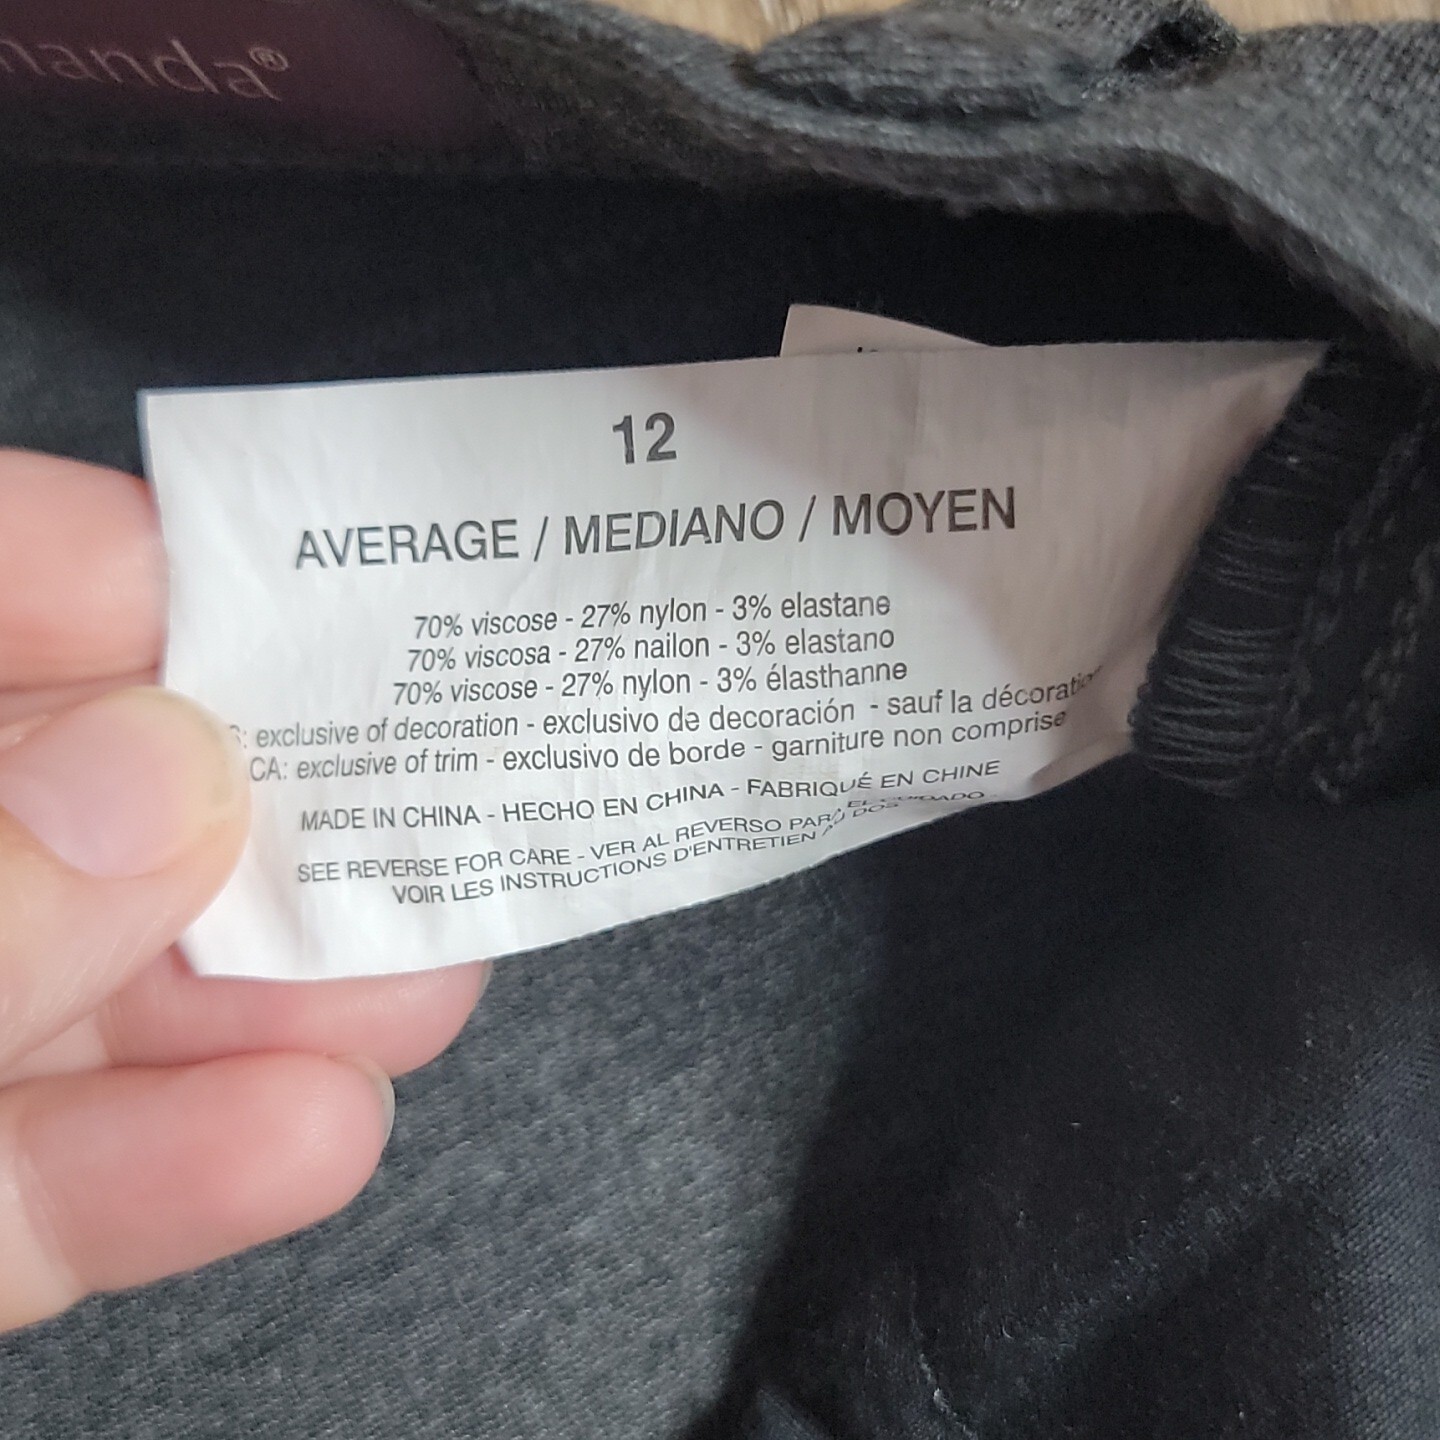 12
AVERAGE / MEDIANO / MOYEN
70% viscose - 27% nylon - 3% elastane
70% viscosa - 27% nailon - 3% elastano
70% viscose - 27% nylon - 3% élasthanne
exclusive of decoration - exclusivo de decoración - sauf la décoration
CA: exclusive of trim - exclusivo de borde - garniture non comprise
MADE IN CHINA - HECHO EN CHINA - FABRIQUÉ EN CHINE
SEE REVERSE FOR CARE - VER AL REVERSO PARA EL CUIDADO
VOIR LES INSTRUCTIONS D'ENTRETIEN AU DOS